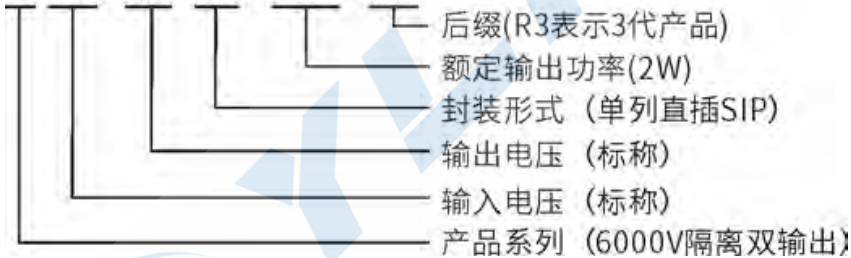 后缀(R3表示3代产品)
额定输出功率(2W)
封装形式（单列直插SIP）
输出电压（标称）
输入电压（标称）
产品系列（6000V隔离双输出）